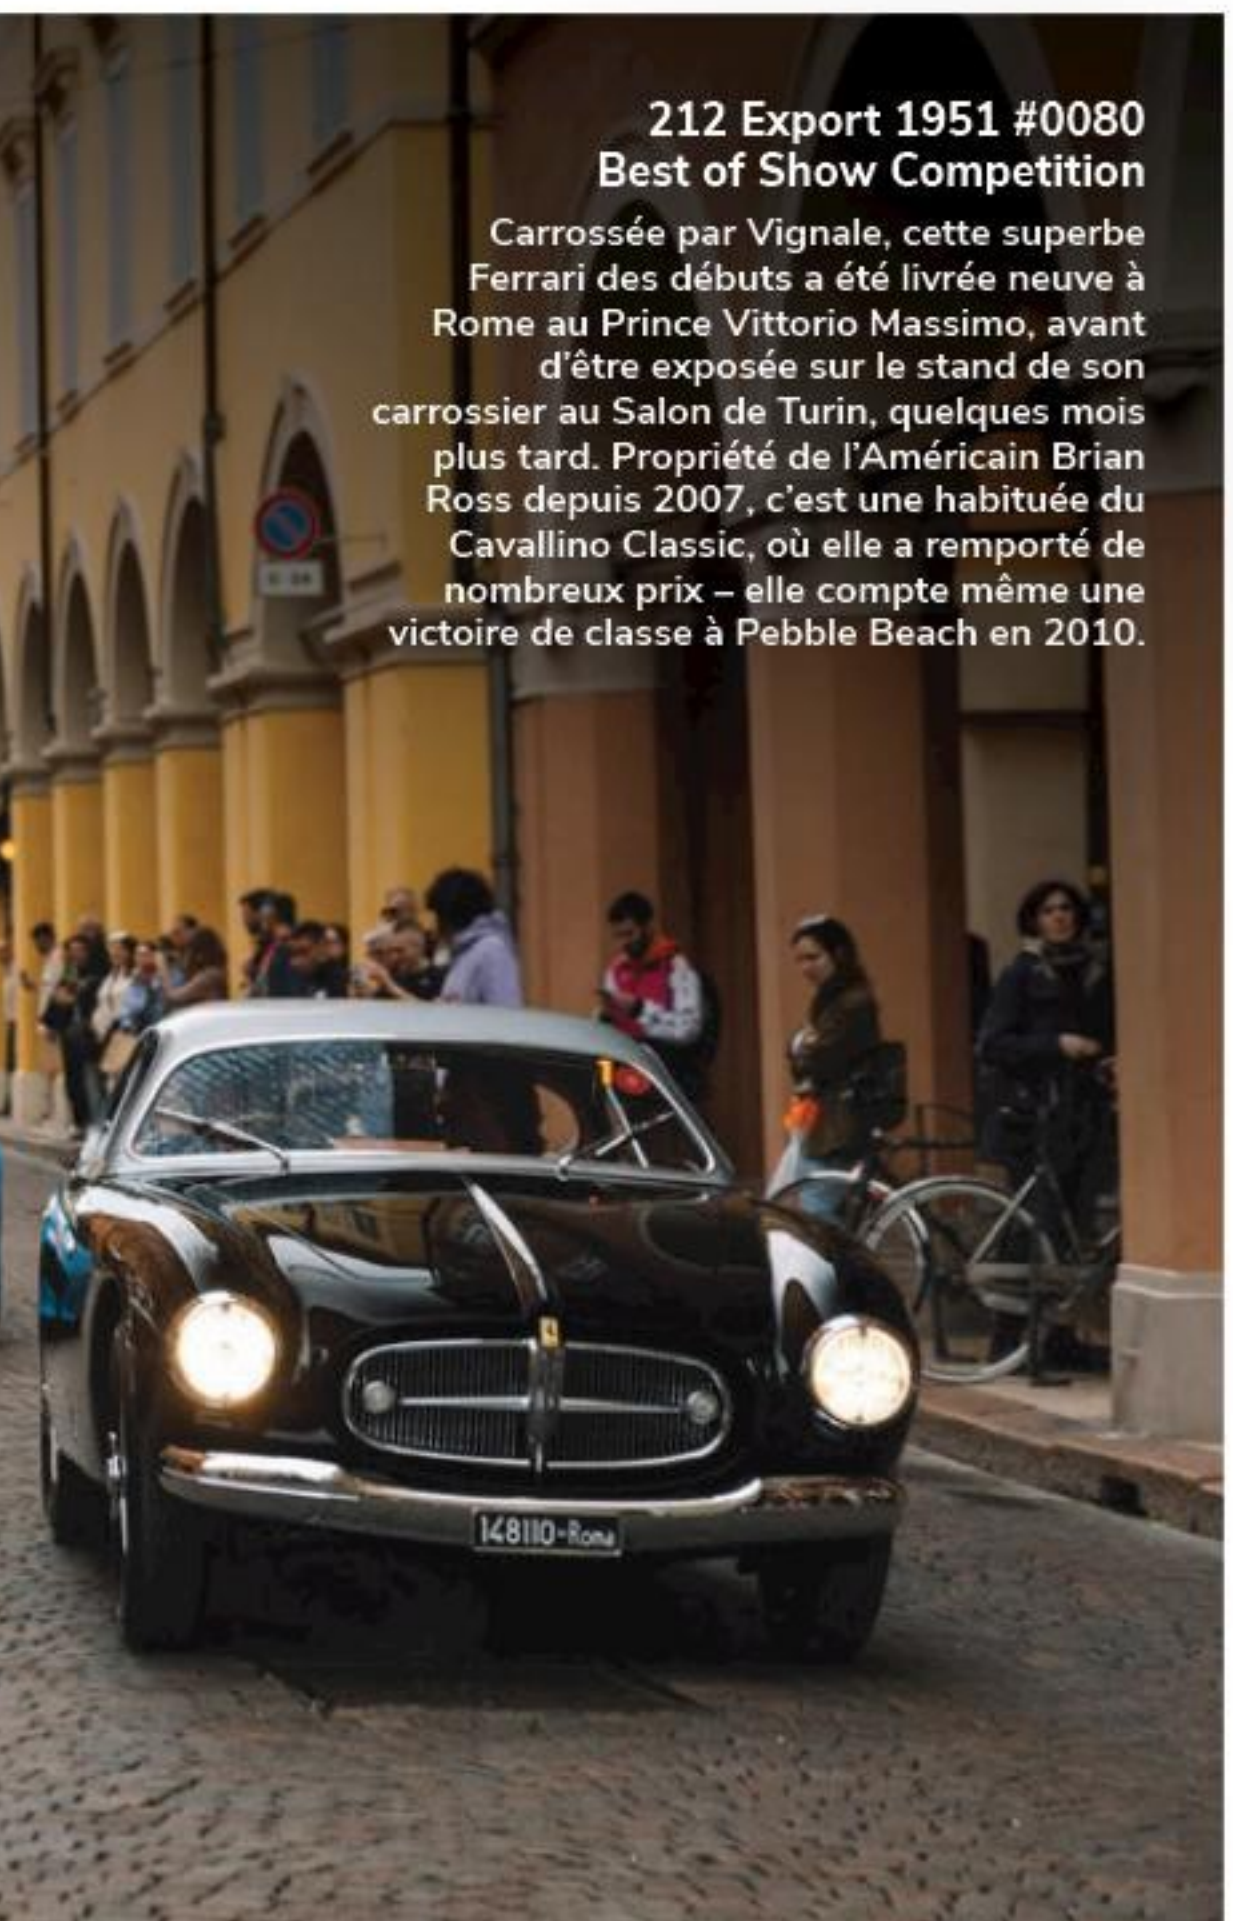 212 Export 1951 #0080
Best of Show Competition
Carrossée par Vignale, cette superbe
Ferrari des débuts a été livrée neuve à
Rome au Prince Vittorio Massimo, avant
d'être exposée sur le stand de son
carrossier au Salon de Turin, quelques mois
plus tard. Propriété de l'Américain Brian
Ross depuis 2007, c'est une habituée du
Cavallino Classic, où elle a remporté de
nombreux prix – elle compte même une
victoire de classe à Pebble Beach en 2010.
148110-Roma